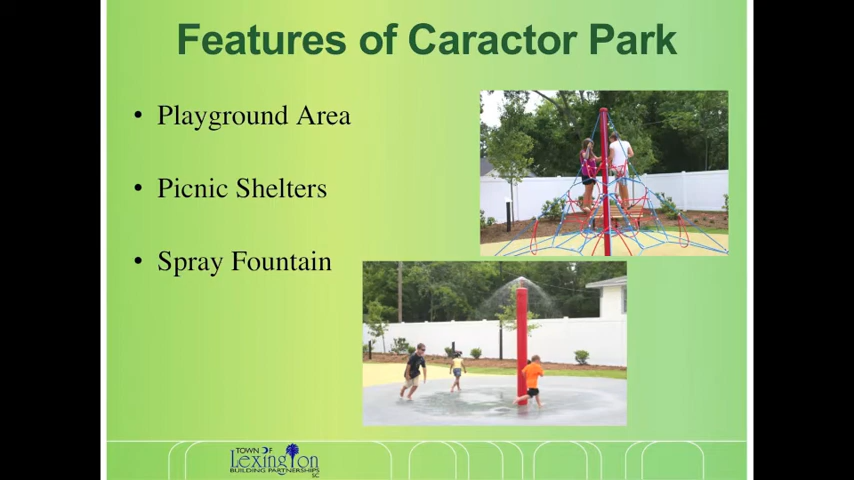 Features of Caractor Park
• Playground Area
• Picnic Shelters
• Spray Fountain
TOWN OF
Lexington
BUILDING PARTNERSHIPS
SC